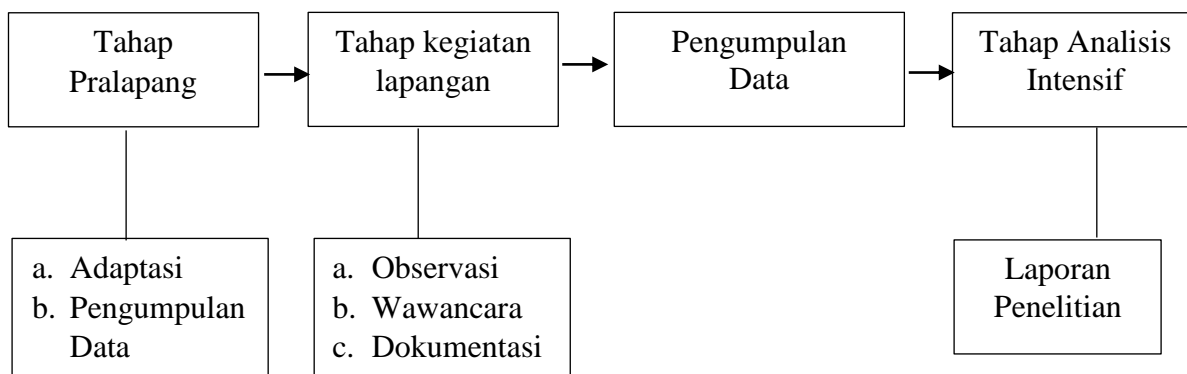 Tahap
Pralapang
Tahap kegiatan
lapangan
Pengumpulan
Data
Tahap Analisis
Intensif
a. Adaptasi
b. Pengumpulan
Data
a. Observasi
b. Wawancara
c. Dokumentasi
Laporan
Penelitian